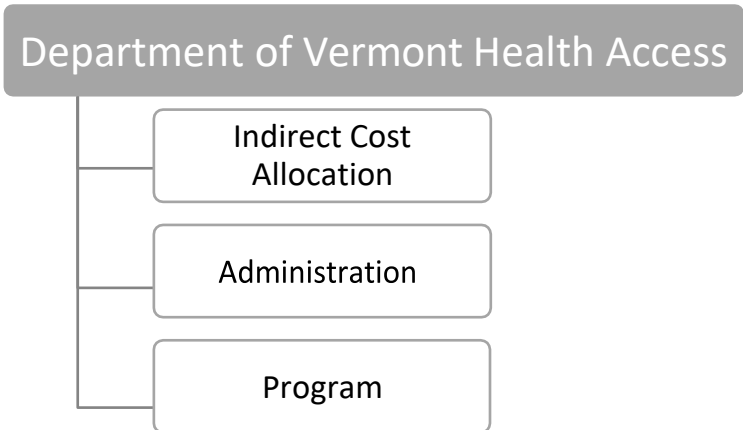 Department of Vermont Health Access
Indirect Cost
Allocation
Administration
Program